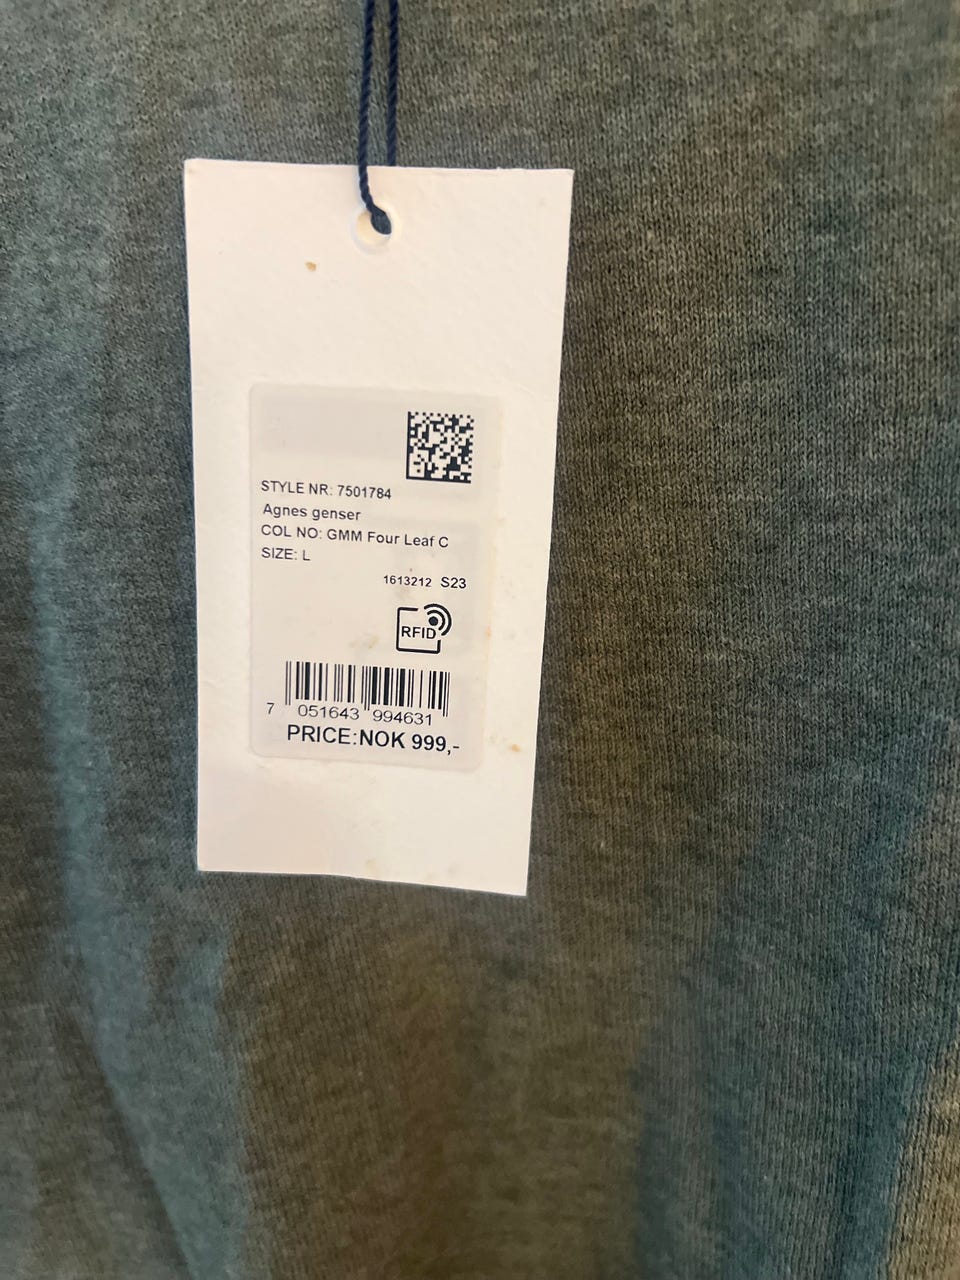 STYLE NR: 7501784
Agnes genser
COL NO: GMM Four Leaf C
SIZE: L
1613212 S23
RFID
7 051643 994631
PRICE:NOK 999,-